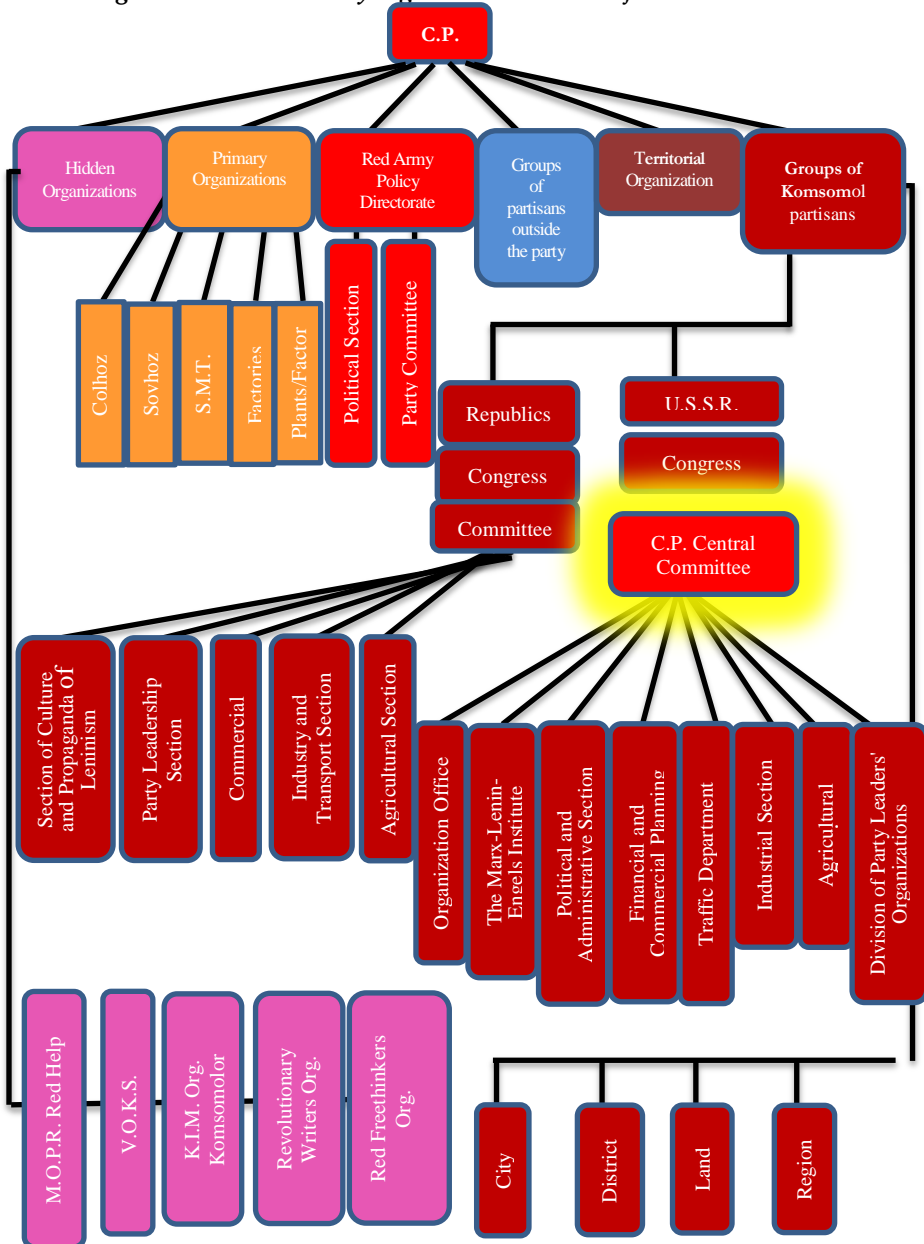 C.P.
Hidden
Organizations
Primary
Organizations
Red Army
Policy
Directorate
Groups
of
partisans
outside
the party
Territorial
Organization
Groups of
Komsomol
partisans
Colhoz
Sovhoz
S.M.T.
Factories
Plants/Factor
Political Section
Party Committee
Republics
Congress
Committee
U.S.S.R.
Congress
C.P. Central
Committee
Section of Culture
and Propaganda of
Leninism
Party Leadership
Section
Commercial
Industry and
Transport Section
Agricultural Section
Organization Office
The Marx-Lenin-
Engels Institute
Political and
Administrative Section
Financial and
Commercial Planning
Traffic Department
Industrial Section
Agricultural
Division of Party Leaders'
Organizations
M.O.P.R. Red Help
V.O.K.S.
K.I.M. Org.
Komsomolor
Revolutionary
Writers Org.
Red Freethinkers
Org.
City
District
Land
Region